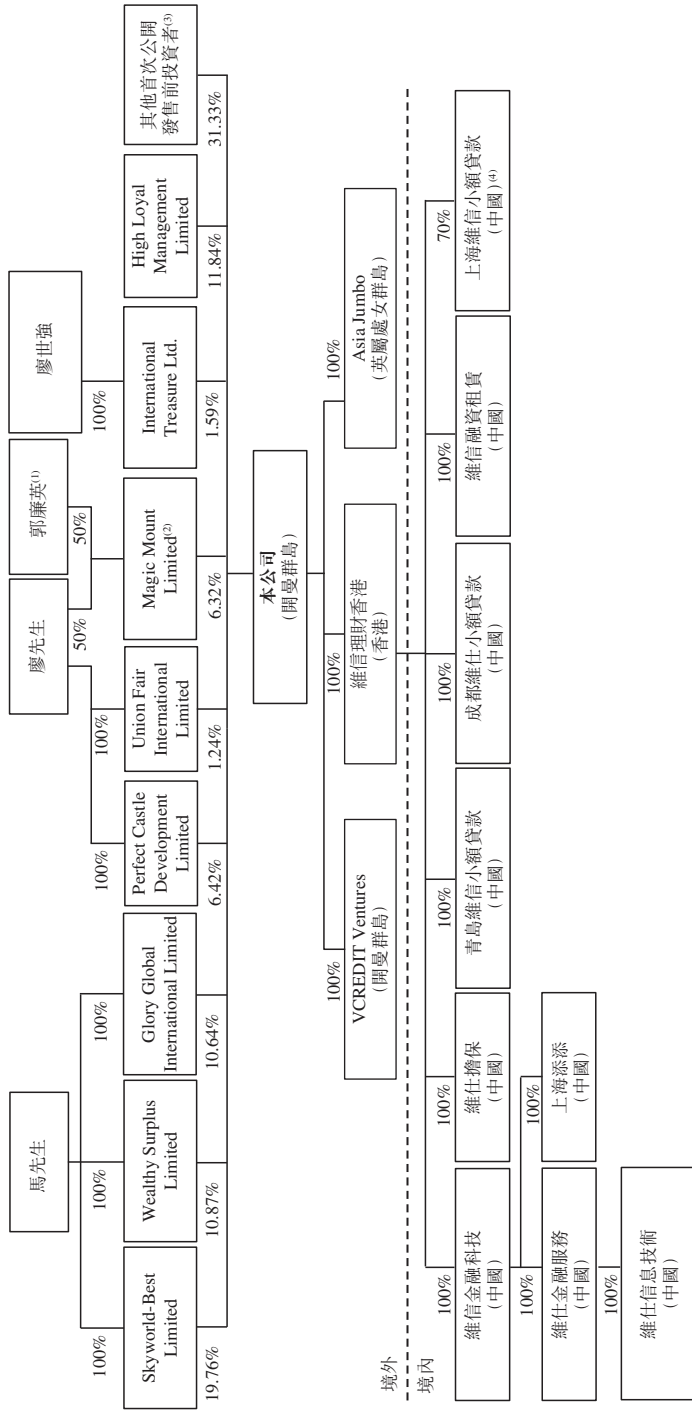 馬先生
廖先生
郭廉英(1)
廖世強
100%
100%
100%
100%
100%
50%
50%
100%
Skyworld-Best
Limited
Wealthy Surplus
Limited
Glory Global
International Limited
Perfect Castle
Development
Limited
Union Fair
International
Limited
Magic Mount
Limited(2)
International
Treasure Ltd.
High Loyal
Management
Limited
其他首次公開
發售前投資者(3)
19.76%
10.87%
10.64%
6.42%
1.24%
6.32%
1.59%
11.84%
31.33%
本公司
(開曼群島)
100%
100%
100%
VCREDIT Ventures
(開曼群島)
維信理財香港
(香港)
Asia Jumbo
(英屬處女群島)
境外
境內
100%
100%
100%
100%
100%
70%
維信金融科技
(中國)
維仕擔保
(中國)
青島維信小額貸款
(中國)
成都維仕小額貸款
(中國)
維信融資租賃
(中國)
上海維信小額貸款
(中國)(4)
100%
100%
維仕金融服務
(中國)
上海添添
(中國)
100%
維仕信息技術
(中國)